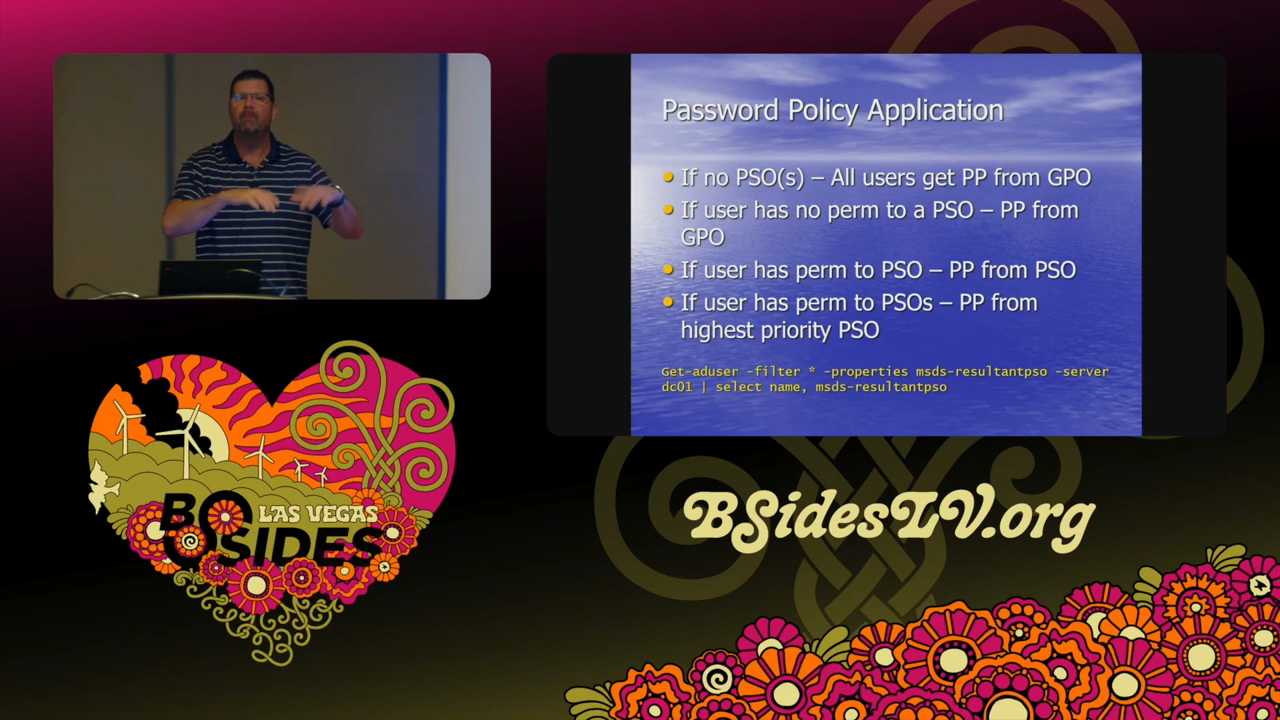 Password Policy Application
If no PSO(s) – All users get PP from GPO
If user has no perm to a PSO – PP from
GPO
If user has perm to PSO – PP from PSO
If user has perm to PSOs – PP from
highest priority PSO
Get-aduser -filter * -properties msds-resultantpso -server
dc01 | select name, msds-resultantpso
LAS VEGAS
BSIDES
BSidesLV.org